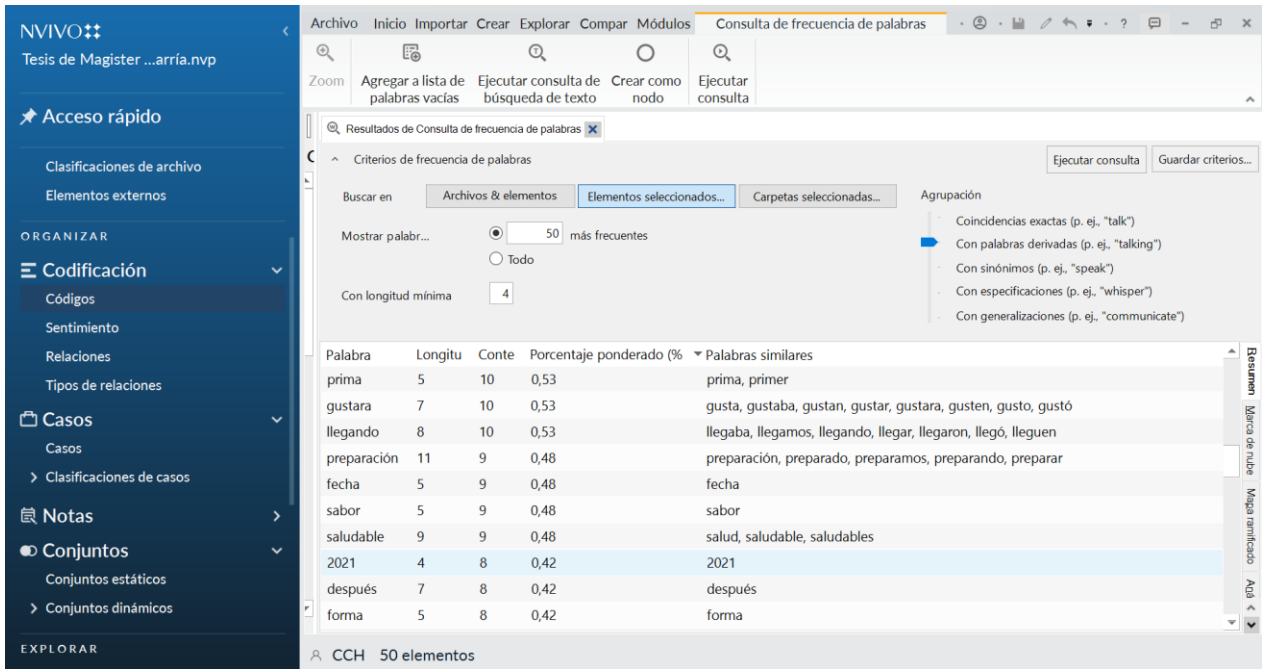 NVIVO
Tesis de Magister ...arría.nvp
Acceso rápido
Clasificaciones de archivo
Elementos externos
ORGANIZAR
Codificación
Códigos
Sentimiento
Relaciones
Tipos de relaciones
Casos
Casos
Clasificaciones de casos
Notas
Conjuntos
Conjuntos estáticos
Conjuntos dinámicos
EXPLORAR
Archivo Inicio Importar Crear Explorar Compar Módulos Consulta de frecuencia de palabras
Zoom
Agregar a lista de palabras vacías
Ejecutar consulta de búsqueda de texto
Crear como nodo
Ejecutar consulta
Resultados de Consulta de frecuencia de palabras
Criterios de frecuencia de palabras
Ejecutar consulta Guardar criterios...
Buscar en Archivos & elementos Elementos seleccionados... Carpetas seleccionadas...
Mostrar palabr... 50 más frecuentes
Todo
Con longitud mínima 4
Agrupación
Coincidencias exactas (p. ej., "talk")
Con palabras derivadas (p. ej., "talking")
Con sinónimos (p. ej., "speak")
Con especificaciones (p. ej., "whisper")
Con generalizaciones (p. ej., "communicate")
Palabra Longitu Conte Porcentaje ponderado (% Palabras similares
prima 5 10 0,53 prima, primer
gustara 7 10 0,53 gusta, gustaba, gustan, gustar, gustara, gusten, gusto, gustó
llegando 8 10 0,53 llegaba, llegamos, llegando, llegar, llegaron, llegó, lleguen
preparación 11 9 0,48 preparación, preparado, preparamos, preparando, preparar
fecha 5 9 0,48 fecha
sabor 5 9 0,48 sabor
saludable 9 9 0,48 salud, saludable, saludables
2021 4 8 0,42 2021
después 7 8 0,42 después
forma 5 8 0,42 forma
Resumen
Marca de nube
Mapa ramificado
Aná
CCH 50 elementos